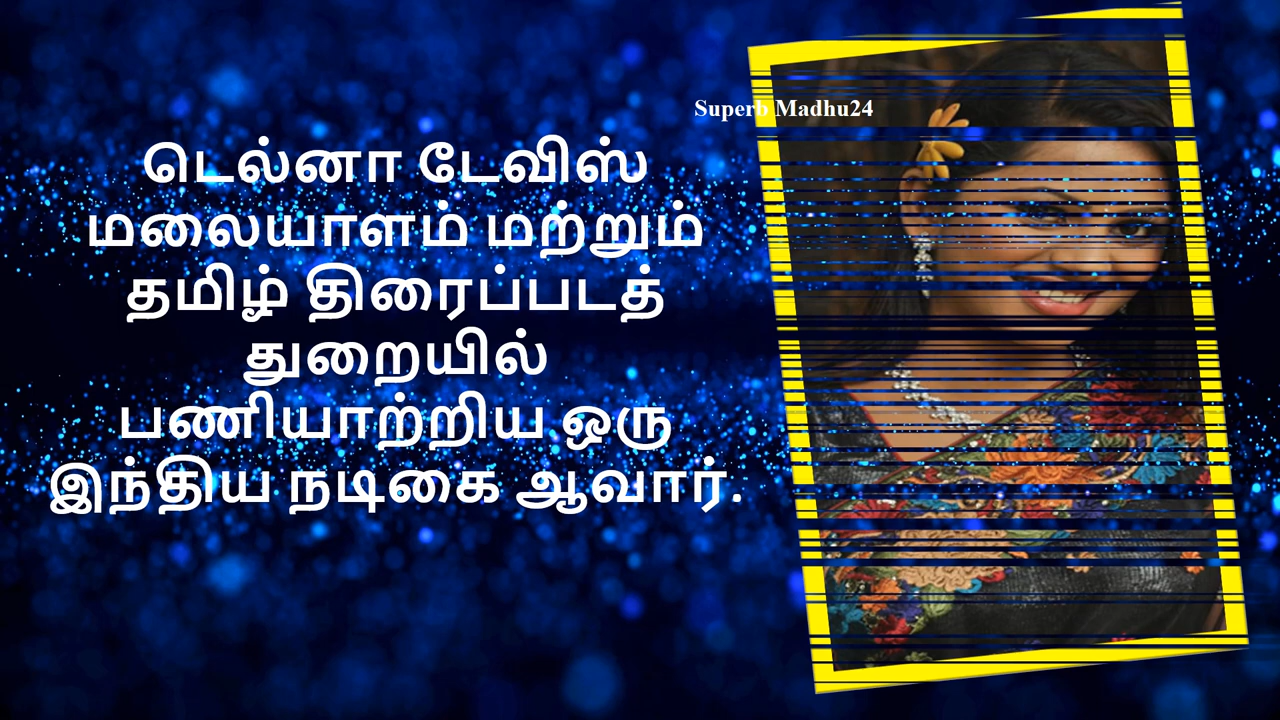 Superb Madhu24
டெல்னா டேவிஸ்
மலையாளம் மற்றும்
தமிழ் திரைப்படத்
துறையில்
பணியாற்றிய ஒரு
இந்திய நடிகை ஆவார்.